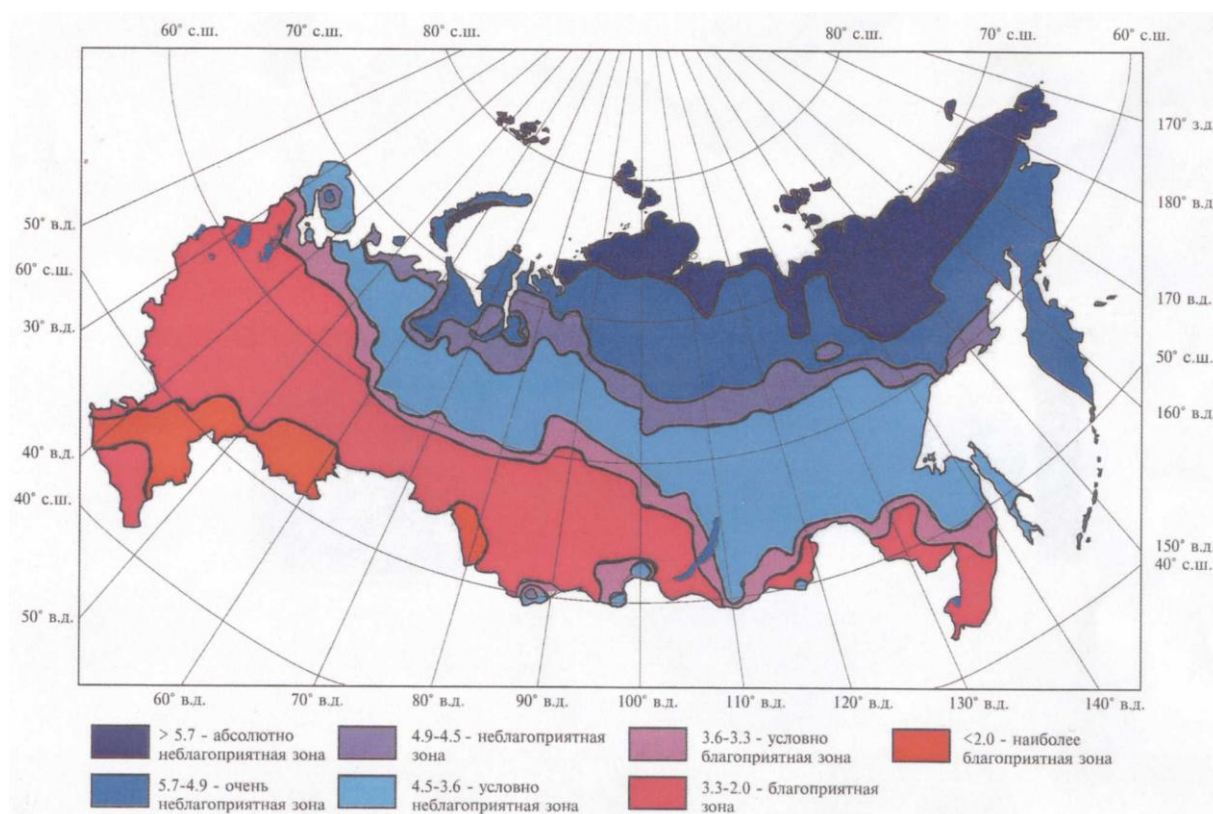 60° с.ш.
70° с.ш.
80° с.ш.
80° с.ш.
70° с.ш.
60° с.ш.
170° з.д.
180° в.д.
170 в.д.
50° с.ш.
160° в.д.
150° в.д.
40° с.ш.
50° в.д.
60° с.ш.
30° в.д.
40° в.д.
40° с.ш.
50° в.д.
60° в.д.
70° в.д.
80° в.д.
90° в.д.
100° в.д.
110° в.д.
120° в.д.
130° в.д.
140° в.д.
> 5.7 - абсолютно
неблагоприятная зона
5.7-4.9 - очень
неблагоприятная зона
4.9-4.5 - неблагоприятная
зона
4.5-3.6 - условно
неблагоприятная зона
3.6-3.3 - условно
благоприятная зона
3.3-2.0 - благоприятная
зона
<2.0 - наиболее
благоприятная зона